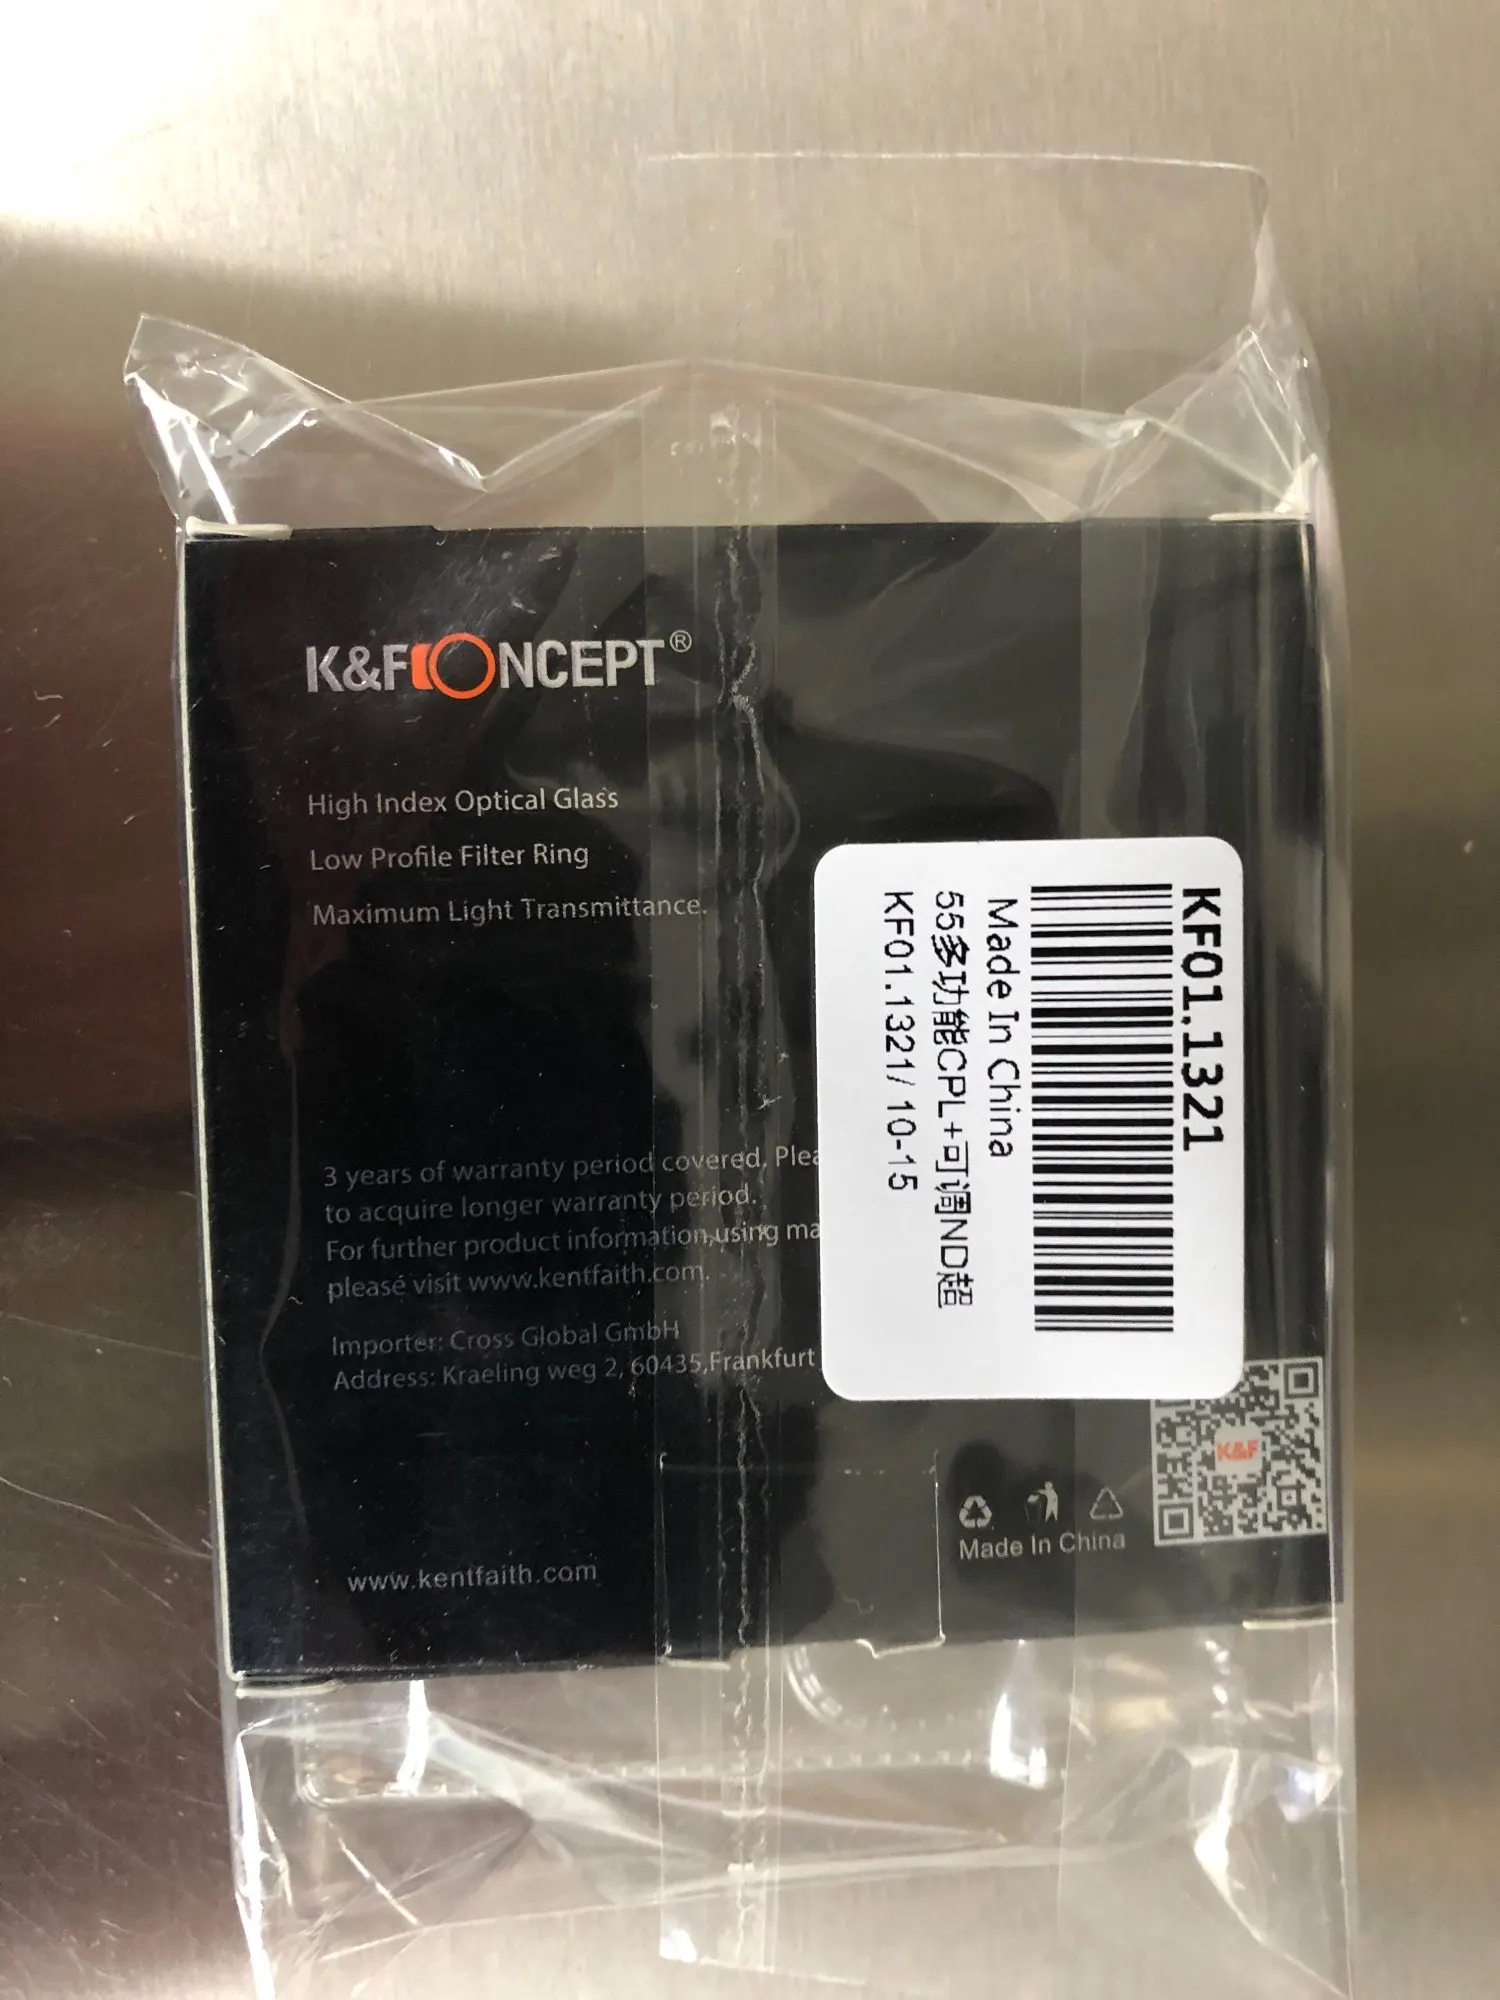 K&F CONCEPT®
High Index Optical Glass
Low Profile Filter Ring
Maximum Light Transmittance.
3 years of warranty period covered. Plea
to acquire longer warranty period.
For further product information,using ma
please visit www.kentfaith.com.
Importer: Cross Global GmbH
Address: Kraeling weg 2, 60435,Frankfurt
www.kentfaith.com
KF01.1321
Made In China
55多功能CPL+可调ND超
KF01.1321/ 10-15
K&F
Made In China